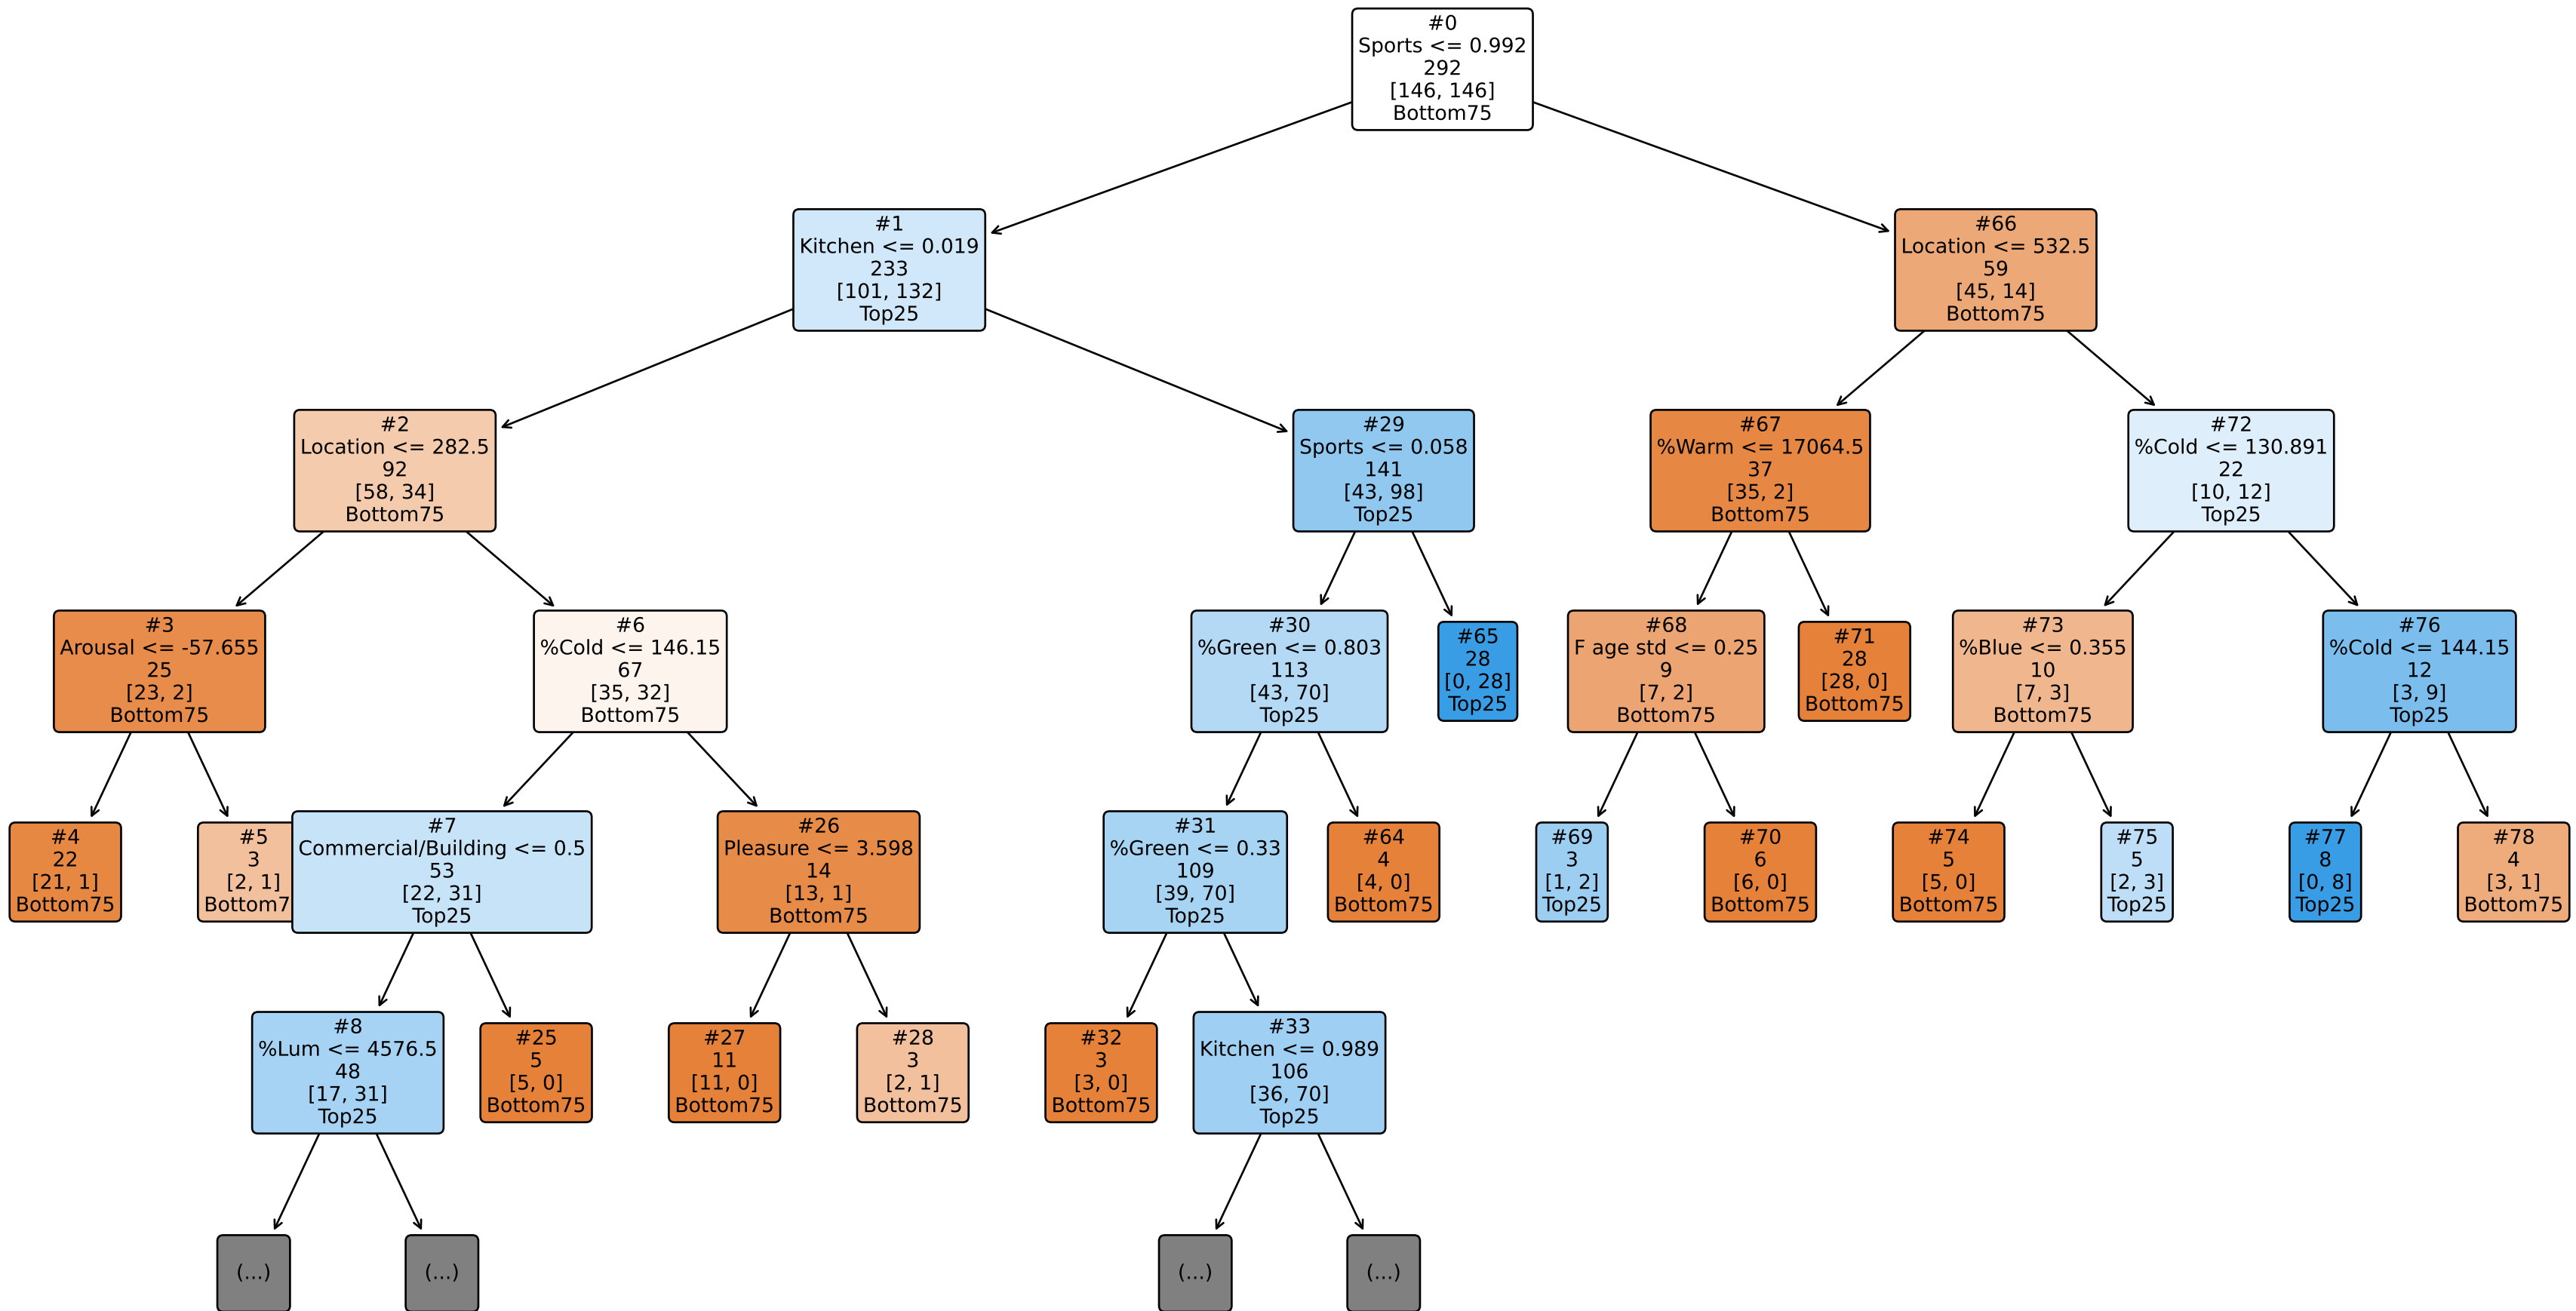 #0
Sports <= 0.992
292
[146, 146]
Bottom75
#1
Kitchen <= 0.019
233
[101, 132]
Top25
#66
Location <= 532.5
59
[45, 14]
Bottom75
#2
Location <= 282.5
92
[58, 34]
Bottom75
#29
Sports <= 0.058
141
[43, 98]
Top25
#67
%Warm <= 17064.5
37
[35, 2]
Bottom75
#72
%Cold <= 130.891
22
[10, 12]
Top25
#3
Arousal <= -57.655
25
[23, 2]
Bottom75
#6
%Cold <= 146.15
67
[35, 32]
Bottom75
#30
%Green <= 0.803
113
[43, 70]
Top25
#65
28
[0, 28]
Top25
#68
F age std <= 0.25
9
[7, 2]
Bottom75
#71
28
[28, 0]
Bottom75
#73
%Blue <= 0.355
10
[7, 3]
Bottom75
#76
%Cold <= 144.15
12
[3, 9]
Top25
#4
22
[21, 1]
Bottom75
#5
3
[2, 1]
Bottom7
#7
Commercial/Building <= 0.5
53
[22, 31]
Top25
#26
Pleasure <= 3.598
14
[13, 1]
Bottom75
#31
%Green <= 0.33
109
[39, 70]
Top25
#64
4
[4, 0]
Bottom75
#69
3
[1, 2]
Top25
#70
6
[6, 0]
Bottom75
#74
5
[5, 0]
Bottom75
#75
5
[2, 3]
Top25
#77
8
[0, 8]
Top25
#78
4
[3, 1]
Bottom75
#8
%Lum <= 4576.5
48
[17, 31]
Top25
#25
5
[5, 0]
Bottom75
#27
11
[11, 0]
Bottom75
#28
3
[2, 1]
Bottom75
#32
3
[3, 0]
Bottom75
#33
Kitchen <= 0.989
106
[36, 70]
Top25
(...)
(...)
(...)
(...)